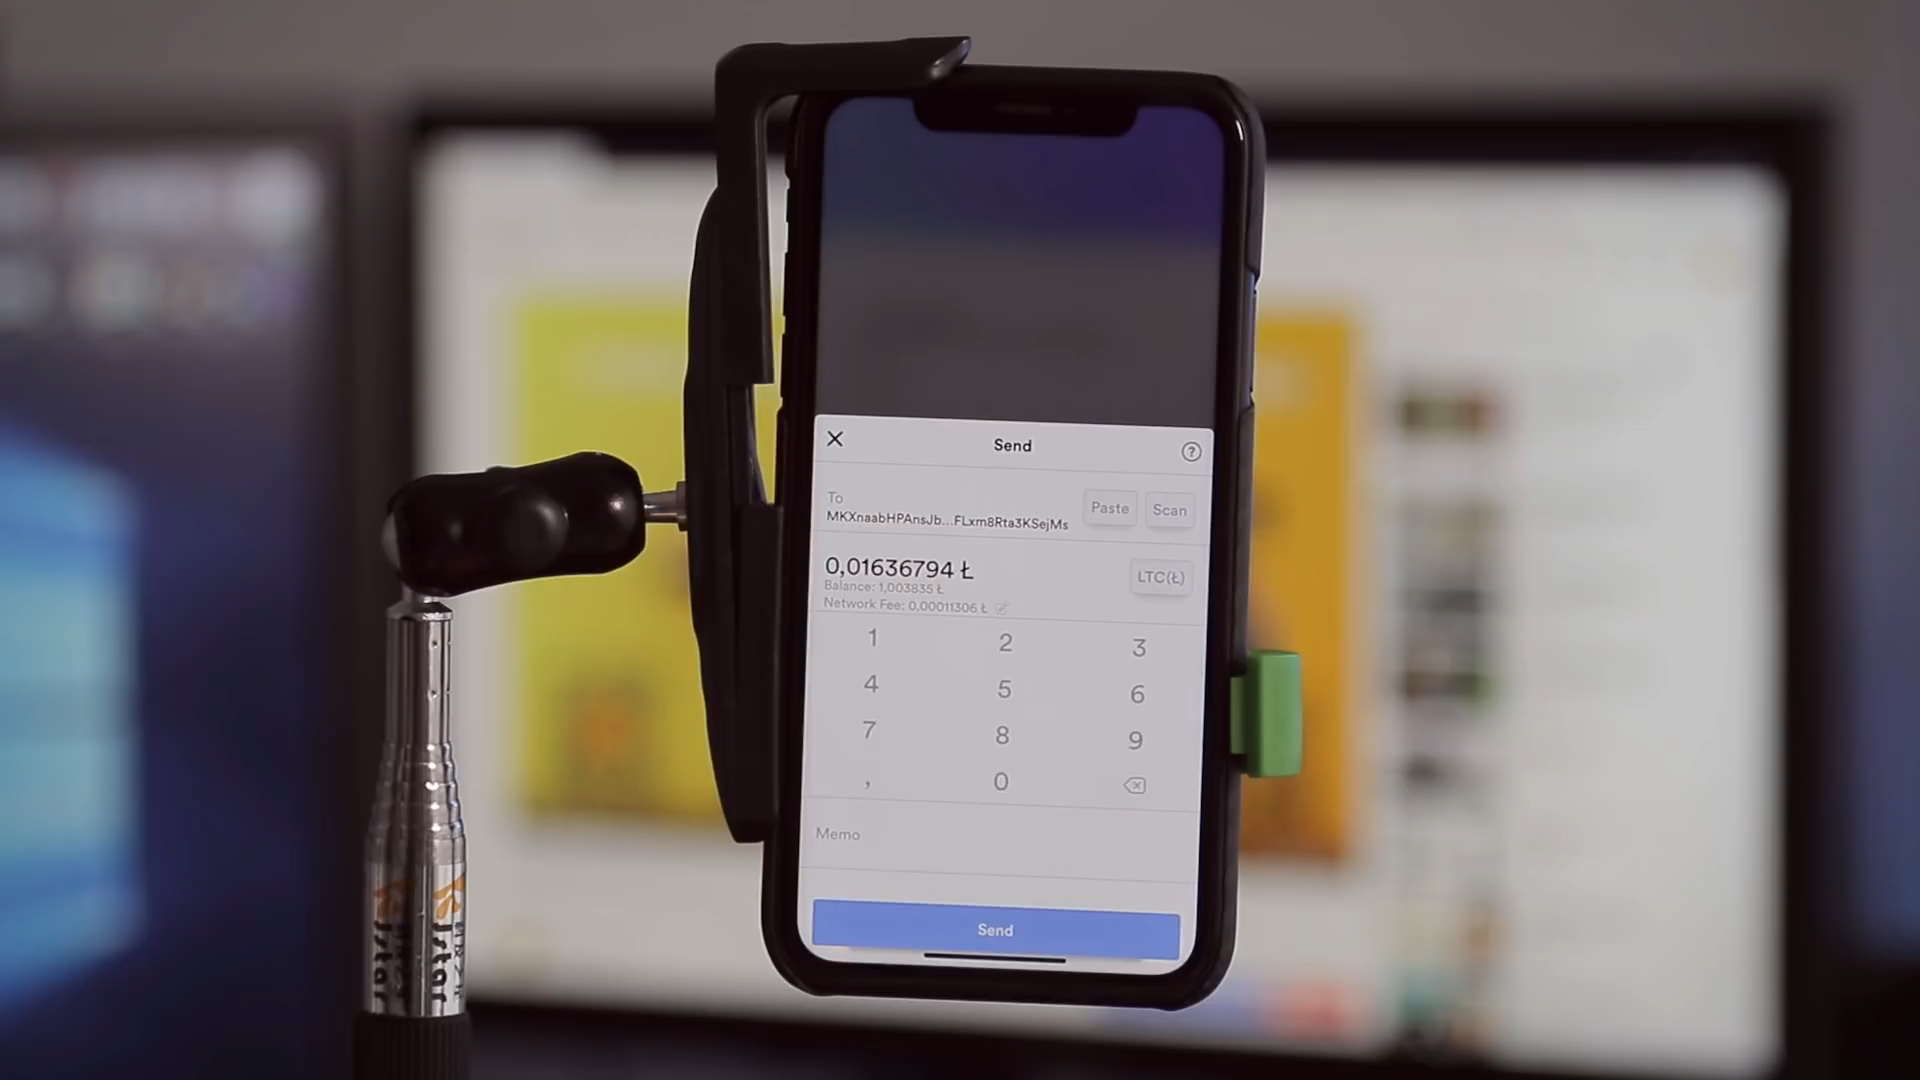 Send
?
To
MKXnaabHPAnsJb...FLxm8Rta3KSejMs
Paste
Scan
0,01636794 Ł
LTC(Ł)
Balance: 1,003835 Ł
Network Fee: 0,00011306 Ł
1 2 3
4 5 6
7 8 9
, 0
Memo
Send